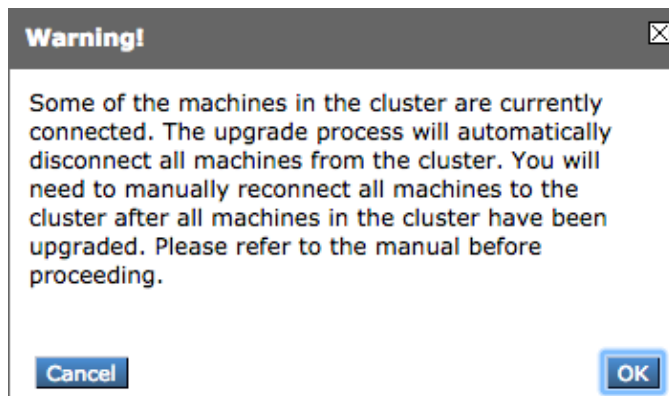 Warning!
Some of the machines in the cluster are currently
connected. The upgrade process will automatically
disconnect all machines from the cluster. You will
need to manually reconnect all machines to the
cluster after all machines in the cluster have been
upgraded. Please refer to the manual before
proceeding.
Cancel
OK